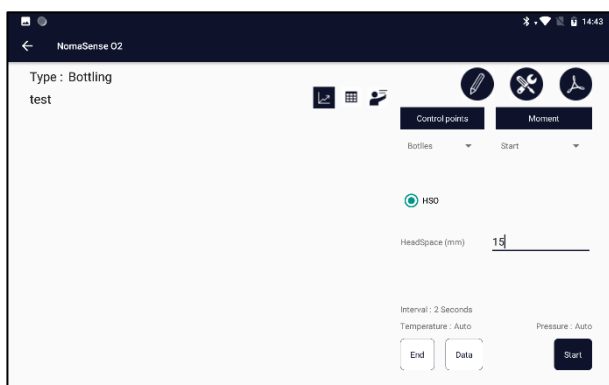 14:43
NomaSense O2
Type : Bottling
test
Control points
Moment
Botlles
Start
HSO
HeadSpace (mm)
15
Interval : 2 Seconds
Temperature : Auto
Pressure : Auto
End
Data
Start